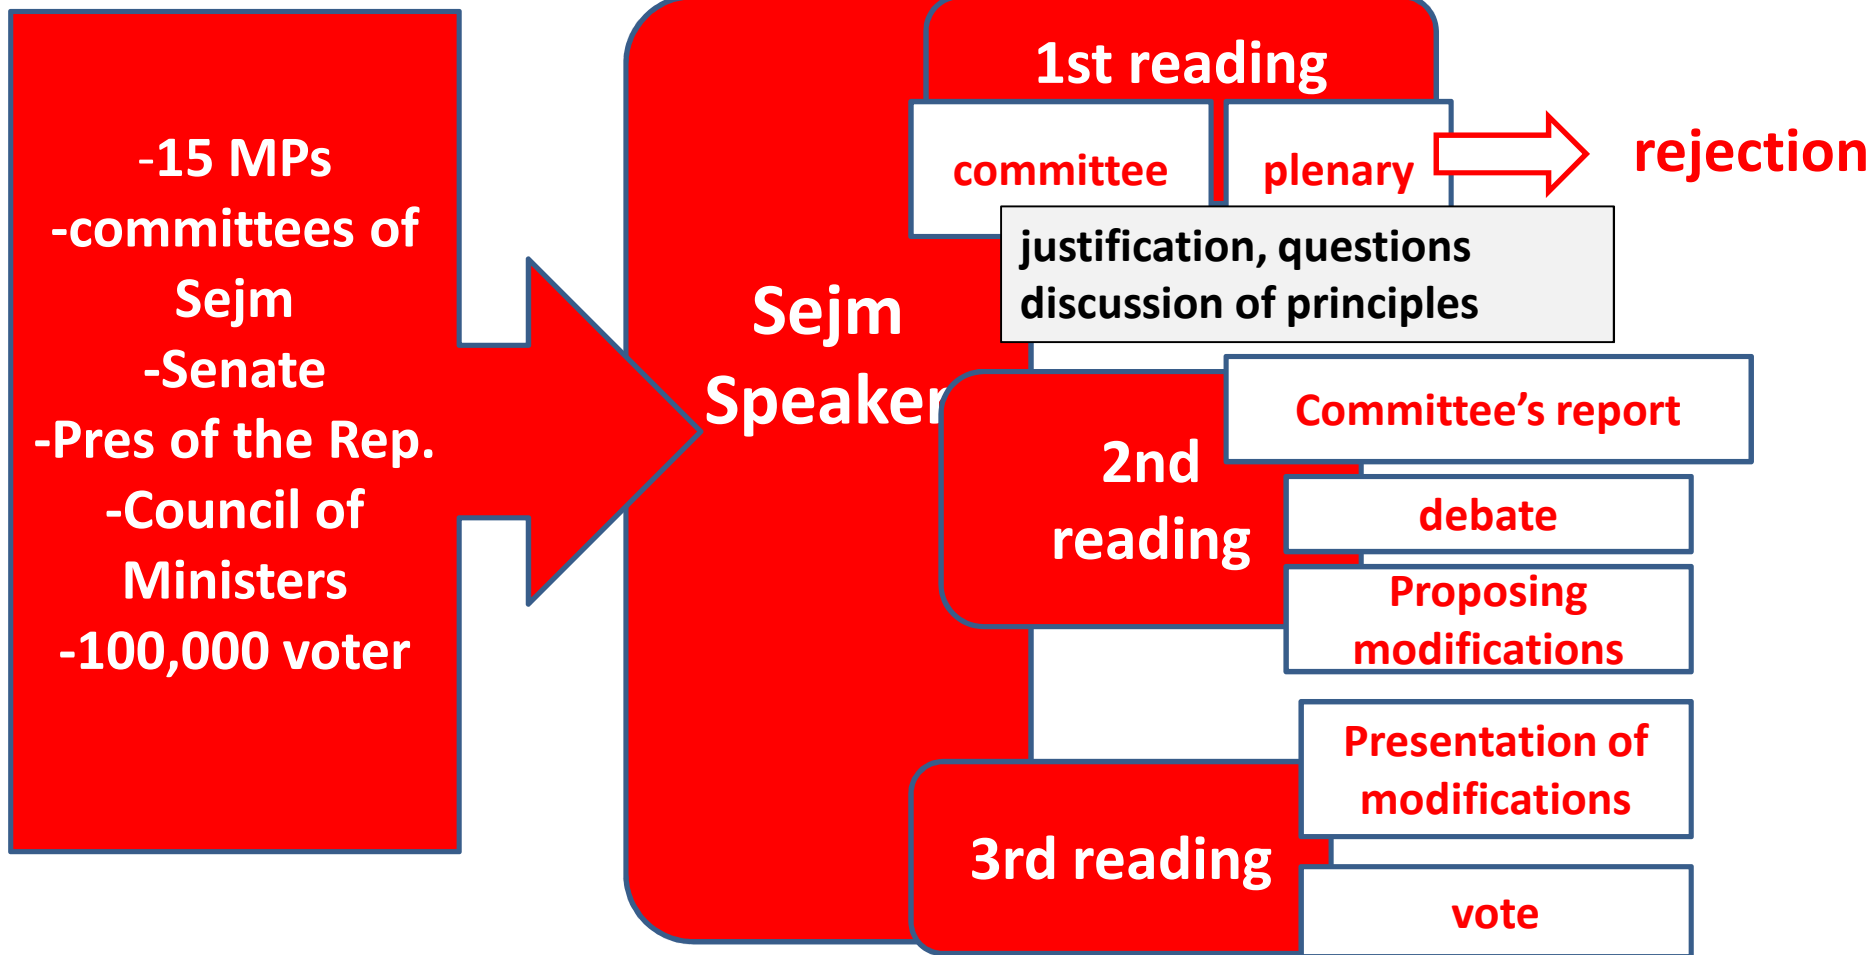 -15 MPs
-committees of
Sejm
-Senate
-Pres of the Rep.
-Council of
Ministers
-100,000 voter
Sejm
Speaker
1st reading
committee
plenary
rejection
justification, questions
discussion of principles
2nd
reading
Committee’s report
debate
Proposing
modifications
3rd reading
Presentation of
modifications
vote